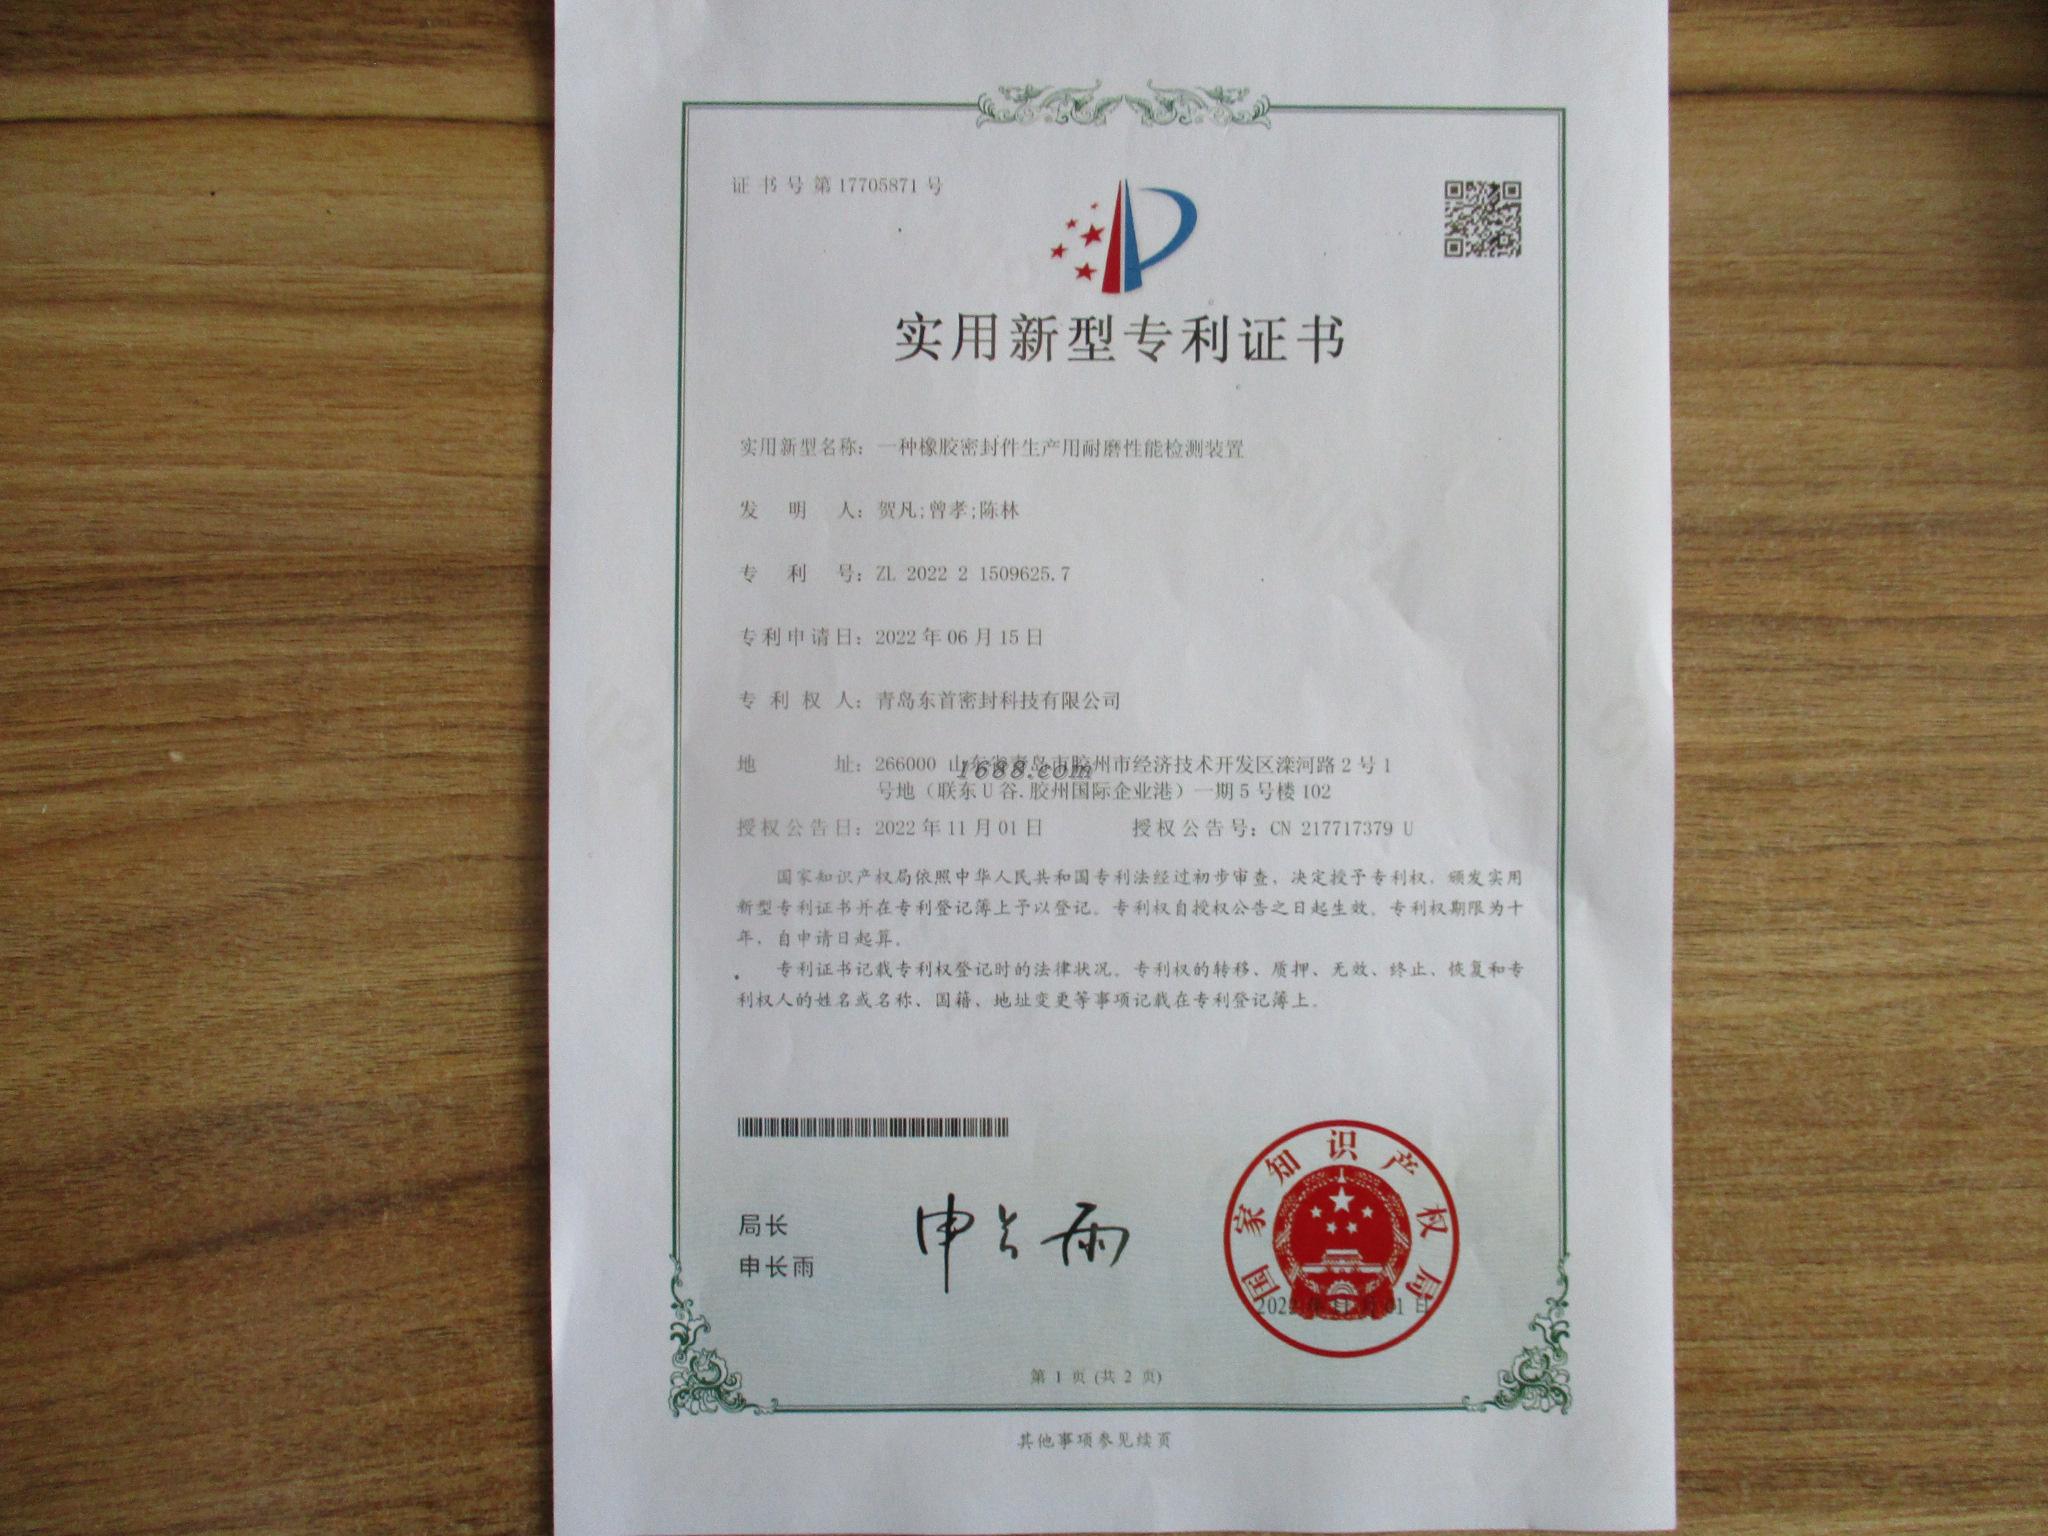 证书号第17705871号
实用新型专利证书
实用新型名称：一种橡胶密封件生产用耐磨性能检测装置
发明人：贺凡;曾孝;陈林
专利号：ZL 2022 2 1509625.7
专利申请日：2022年06月15日
专利权人：青岛东首密封科技有限公司
地址：266000 山东省青岛市胶州市经济技术开发区滦河路2号1
号地（联东U谷.胶州国际企业港）一期5号楼102
1688.com
授权公告日：2022年11月01日 授权公告号：CN 217717379 U
国家知识产权局依照中华人民共和国专利法经过初步审查，决定授予专利权，颁发实用
新型专利证书并在专利登记簿上予以登记。专利权自授权公告之日起生效。专利权期限为十
年，自申请日起算。
专利证书记载专利权登记时的法律状况。专利权的转移、质押、无效、终止、恢复和专
利权人的姓名或名称、国籍、地址变更等事项记载在专利登记簿上。
局长
申长雨
申长雨
国家知识产权局
2022年11月01日
第 1 页 (共 2 页)
其他事项参见续页